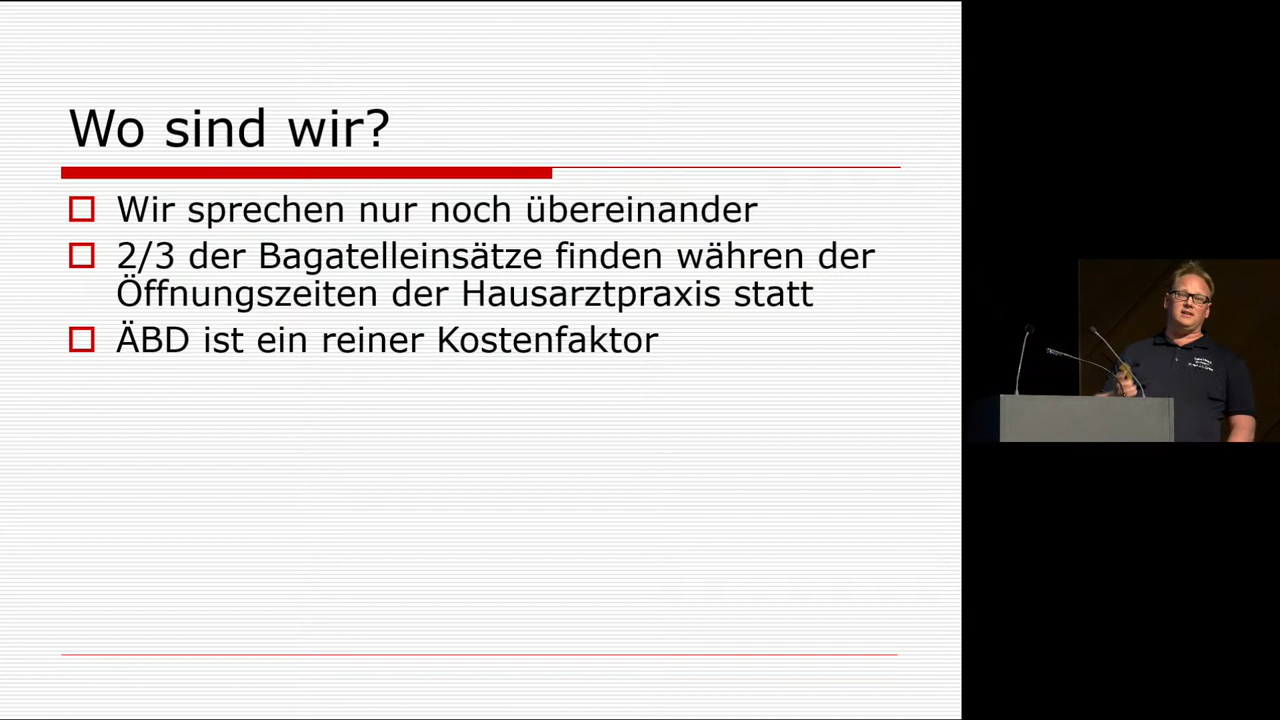 Wo sind wir?
Wir sprechen nur noch übereinander
2/3 der Bagatelleinsätze finden währen der
Öffnungszeiten der Hausarztpraxis statt
ÄBD ist ein reiner Kostenfaktor